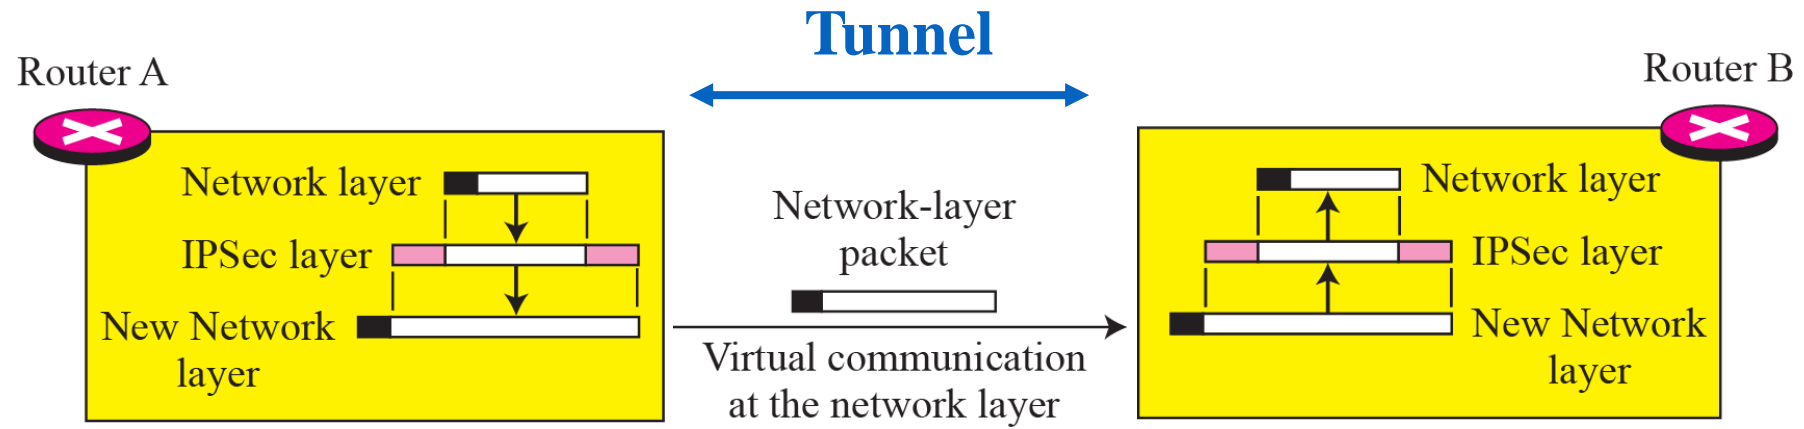 Tunnel
Router A
Router B
Network layer
IPSec layer
New Network
layer
Network-layer
packet
Virtual communication
at the network layer
Network layer
IPSec layer
New Network
layer